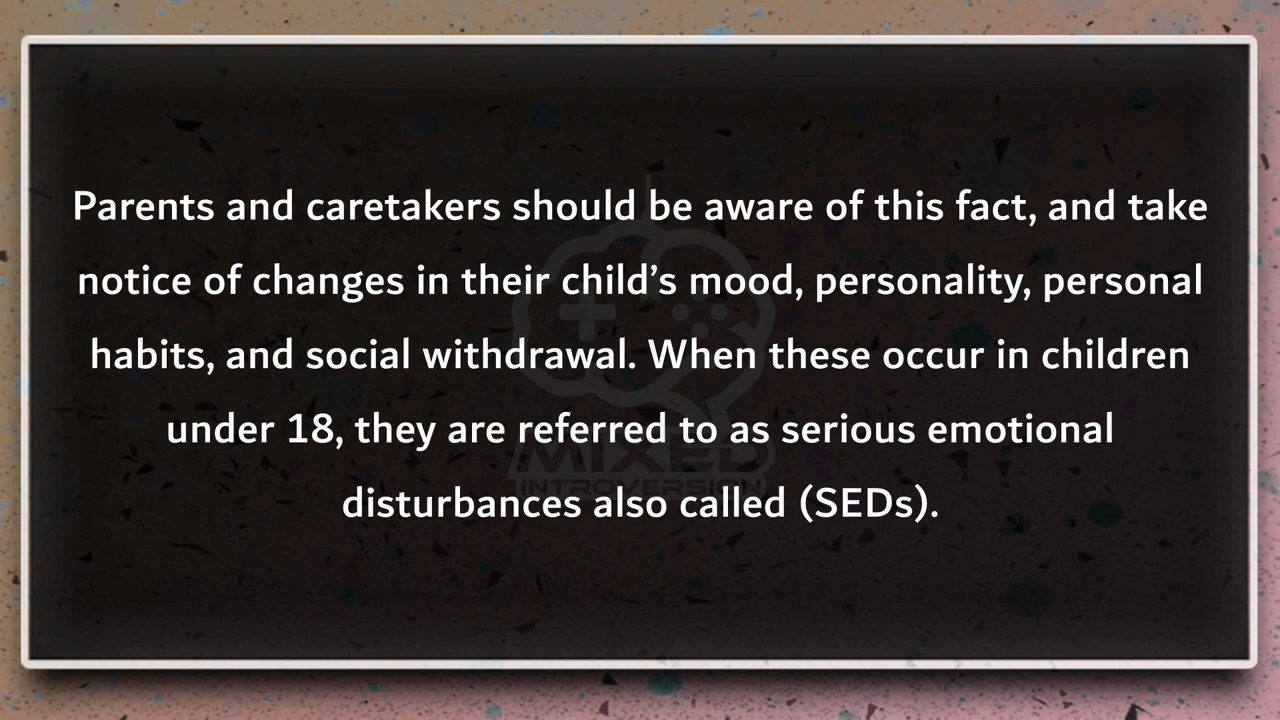 Parents and caretakers should be aware of this fact, and take
notice of changes in their child’s mood, personality, personal
habits, and social withdrawal. When these occur in children
under 18, they are referred to as serious emotional
disturbances also called (SEDs).
MIXED
INTROVERSION